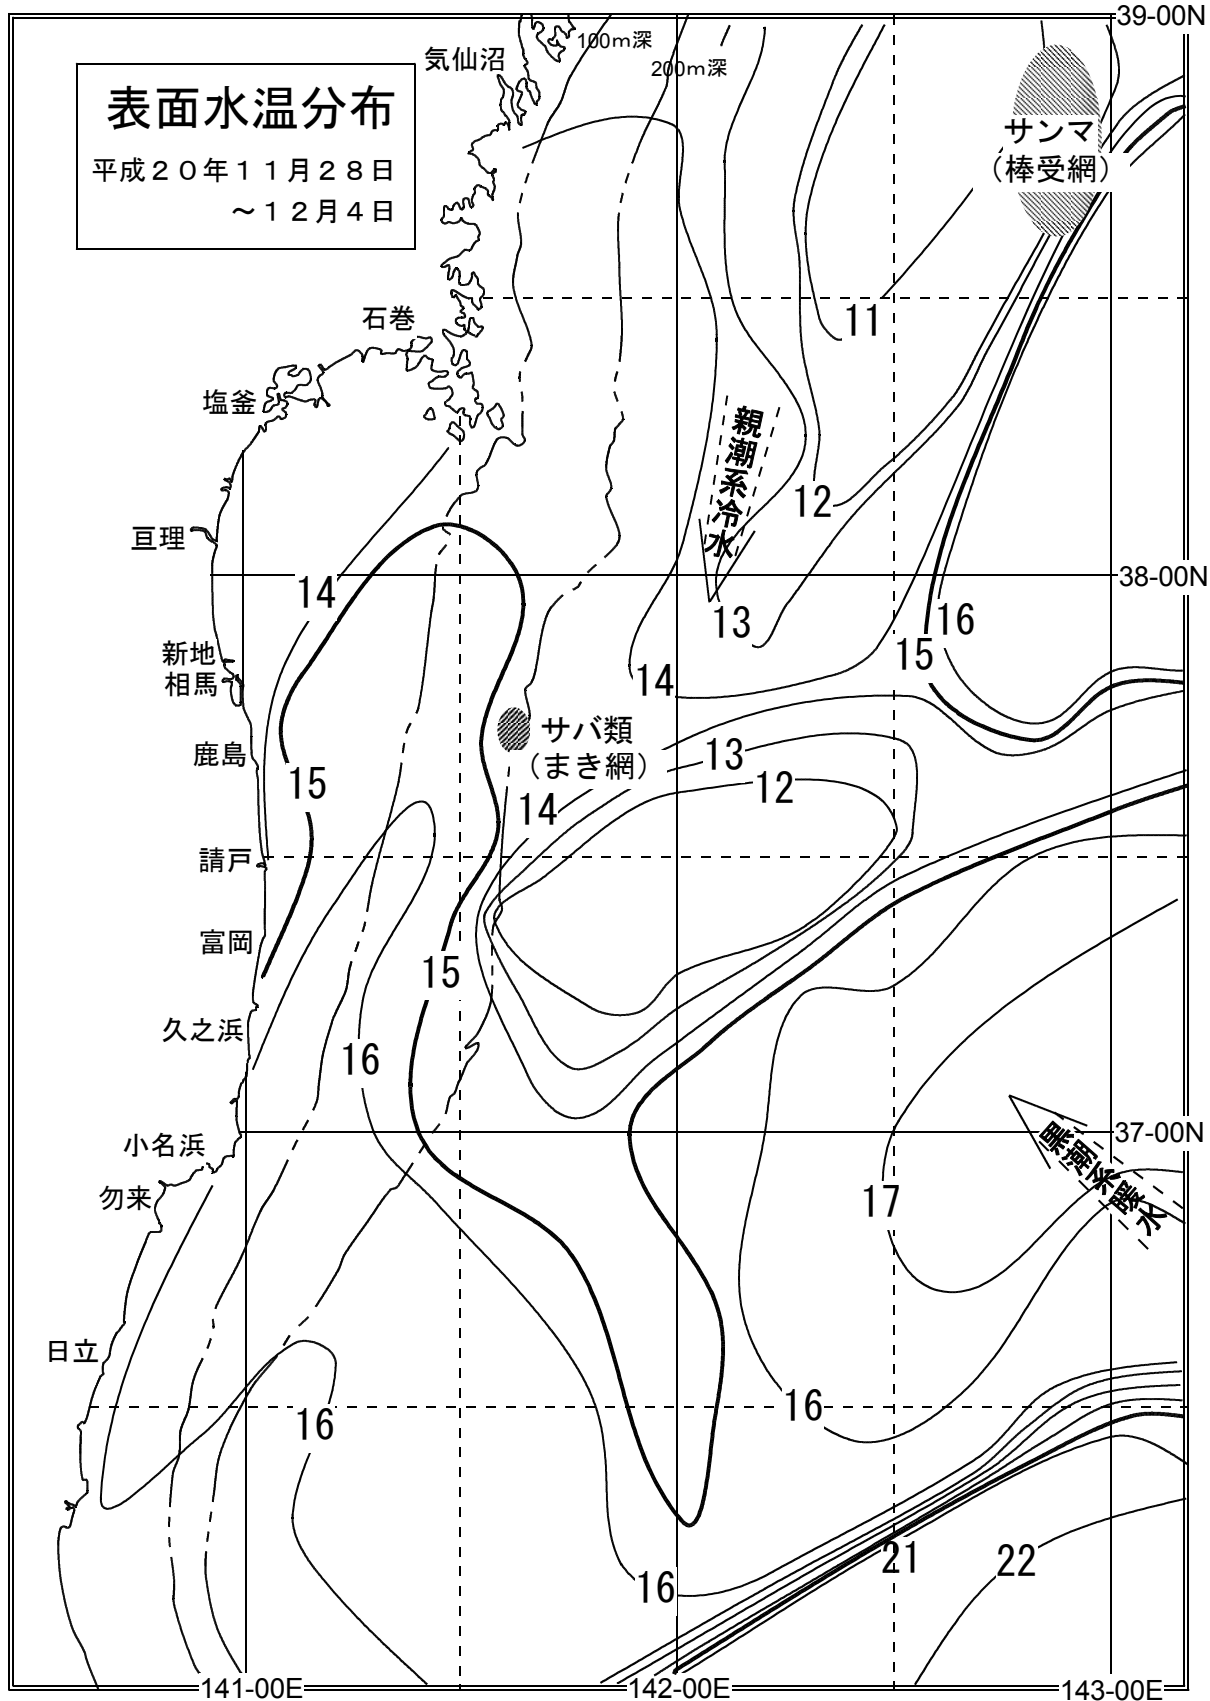 39-00N
100m深
気仙沼
200m深
表面水温分布
平成20年11月28日
～12月4日
サンマ
(棒受網)
石巻
11
塩釜
親潮系冷水
12
亘理
38-00N
14
13
16
15
新地
相馬
14
サバ類
(まき網)
鹿島
13
15
12
14
請戸
富岡
15
久之浜
16
小名浜
37-00N
黒潮系暖水
勿来
17
日立
16
16
21
22
16
141-00E
142-00E
143-00E